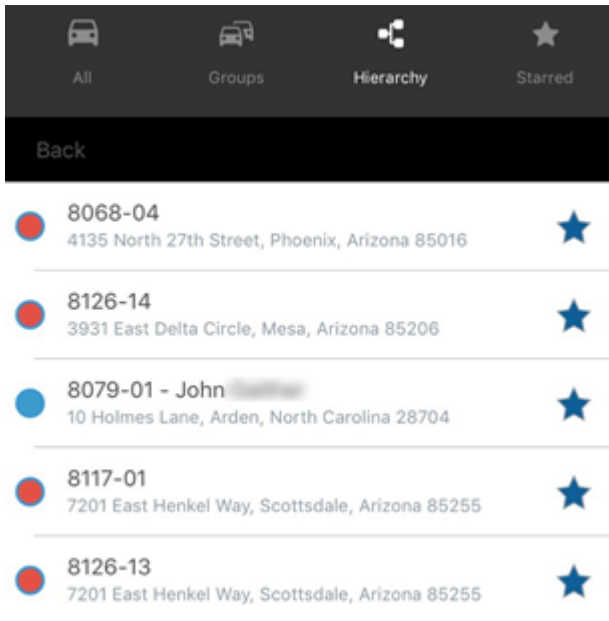 All
Groups
Hierarchy
Starred
Back
8068-04
4135 North 27th Street, Phoenix, Arizona 85016
8126-14
3931 East Delta Circle, Mesa, Arizona 85206
8079-01 - John
10 Holmes Lane, Arden, North Carolina 28704
8117-01
7201 East Henkel Way, Scottsdale, Arizona 85255
8126-13
7201 East Henkel Way, Scottsdale, Arizona 85255